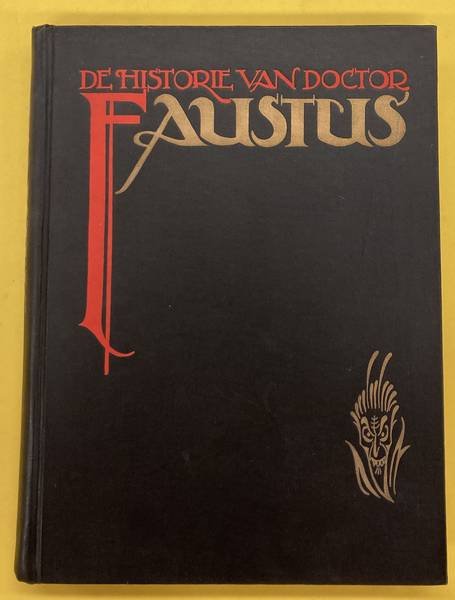 DE HISTORIE VAN DOCTOR
FAUSTUS